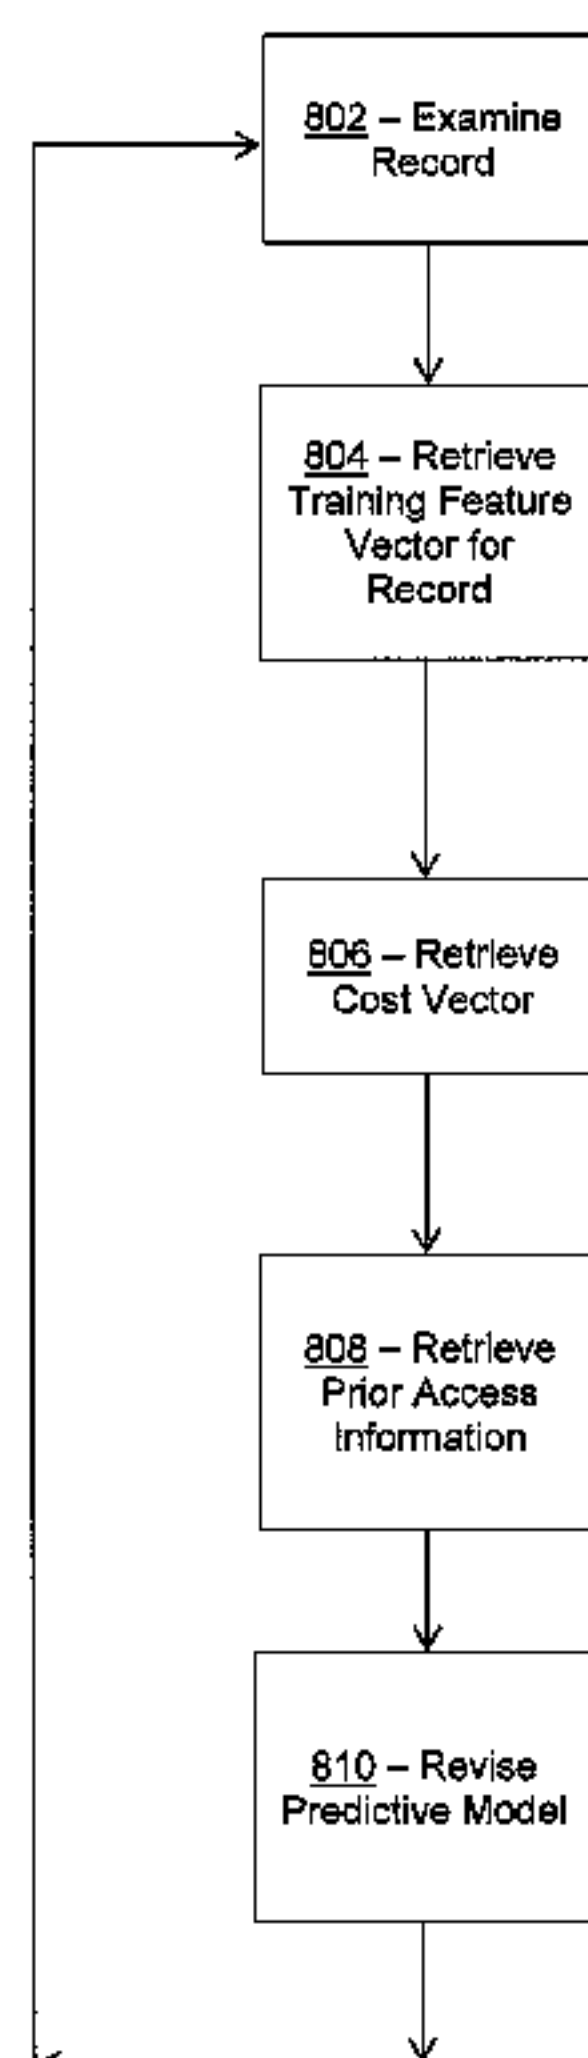 802 – Examine
Record
804 – Retrieve
Training Feature
Vector for
Record
806 – Retrieve
Cost Vector
808 – Retrieve
Prior Access
Information
810 – Revise
Predictive Model